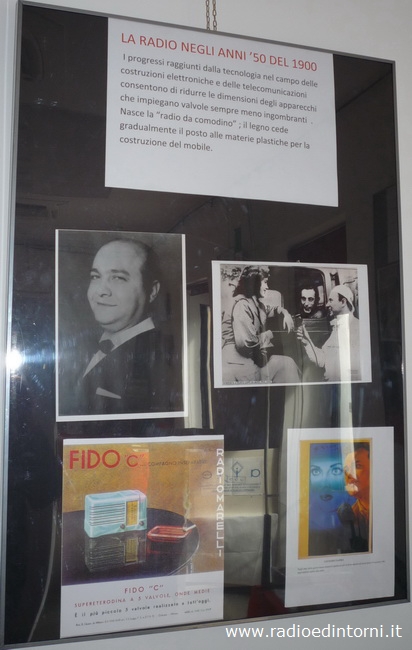 LA RADIO NEGLI ANNI '50 DEL 1900
I progressi raggiunti dalla tecnologia nel campo delle
costruzioni elettroniche e delle telecomunicazioni
consentono di ridurre le dimensioni degli apparecchi
che impiegano valvole sempre meno ingombranti .
Nasce la "radio da comodino" ; il legno cede
gradualmente il posto alle materie plastiche per la
costruzione del mobile.
FIDO C
RADIOMARELLI
FIDO "C"
SUPERETERODINA A 5 VALVOLE, ONDE MEDIE
E il più piccolo 5 valvole realizzato a tutt'oggi
www.radioedintorni.it